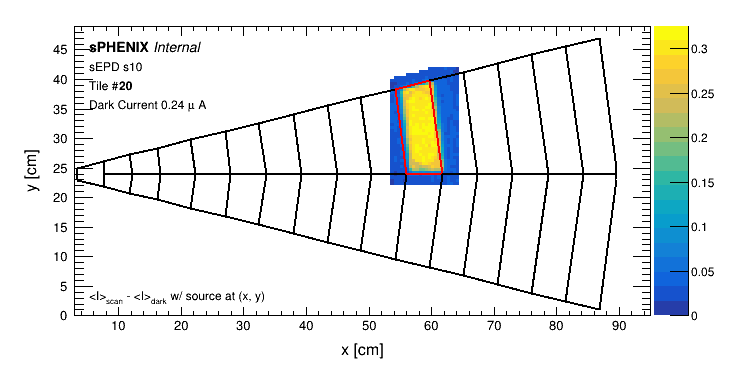 sPHENIX Internal
sEPD s10
Tile #20
Dark Current 0.24 μ A
<I>scan - <I>dark w/ source at (x, y)
y [cm]
45
40
35
30
25
20
15
10
5
0
10 20 30 40 50 60 70 80 90
x [cm]
0.3
0.25
0.2
0.15
0.1
0.05
0